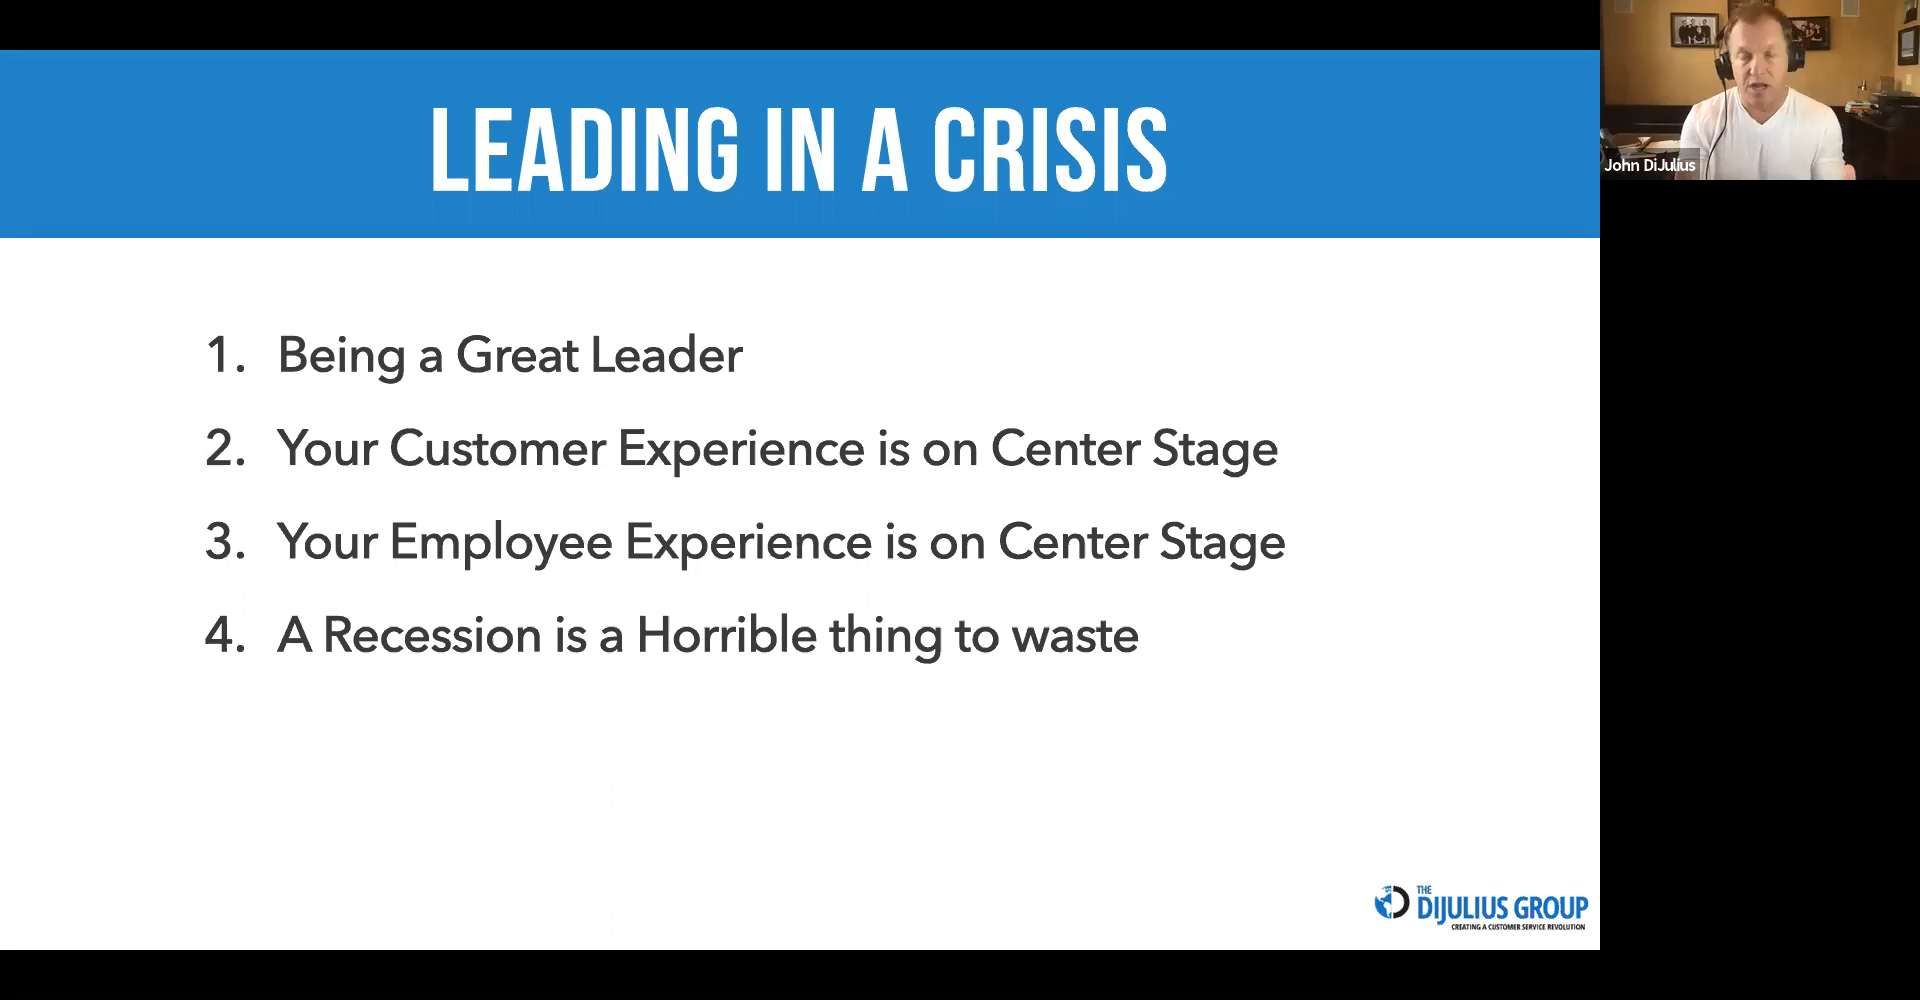 LEADING IN A CRISIS
1. Being a Great Leader
2. Your Customer Experience is on Center Stage
3. Your Employee Experience is on Center Stage
4. A Recession is a Horrible thing to waste
THE
DIJULIUS GROUP
CREATING A CUSTOMER SERVICE REVOLUTION
John DiJulius